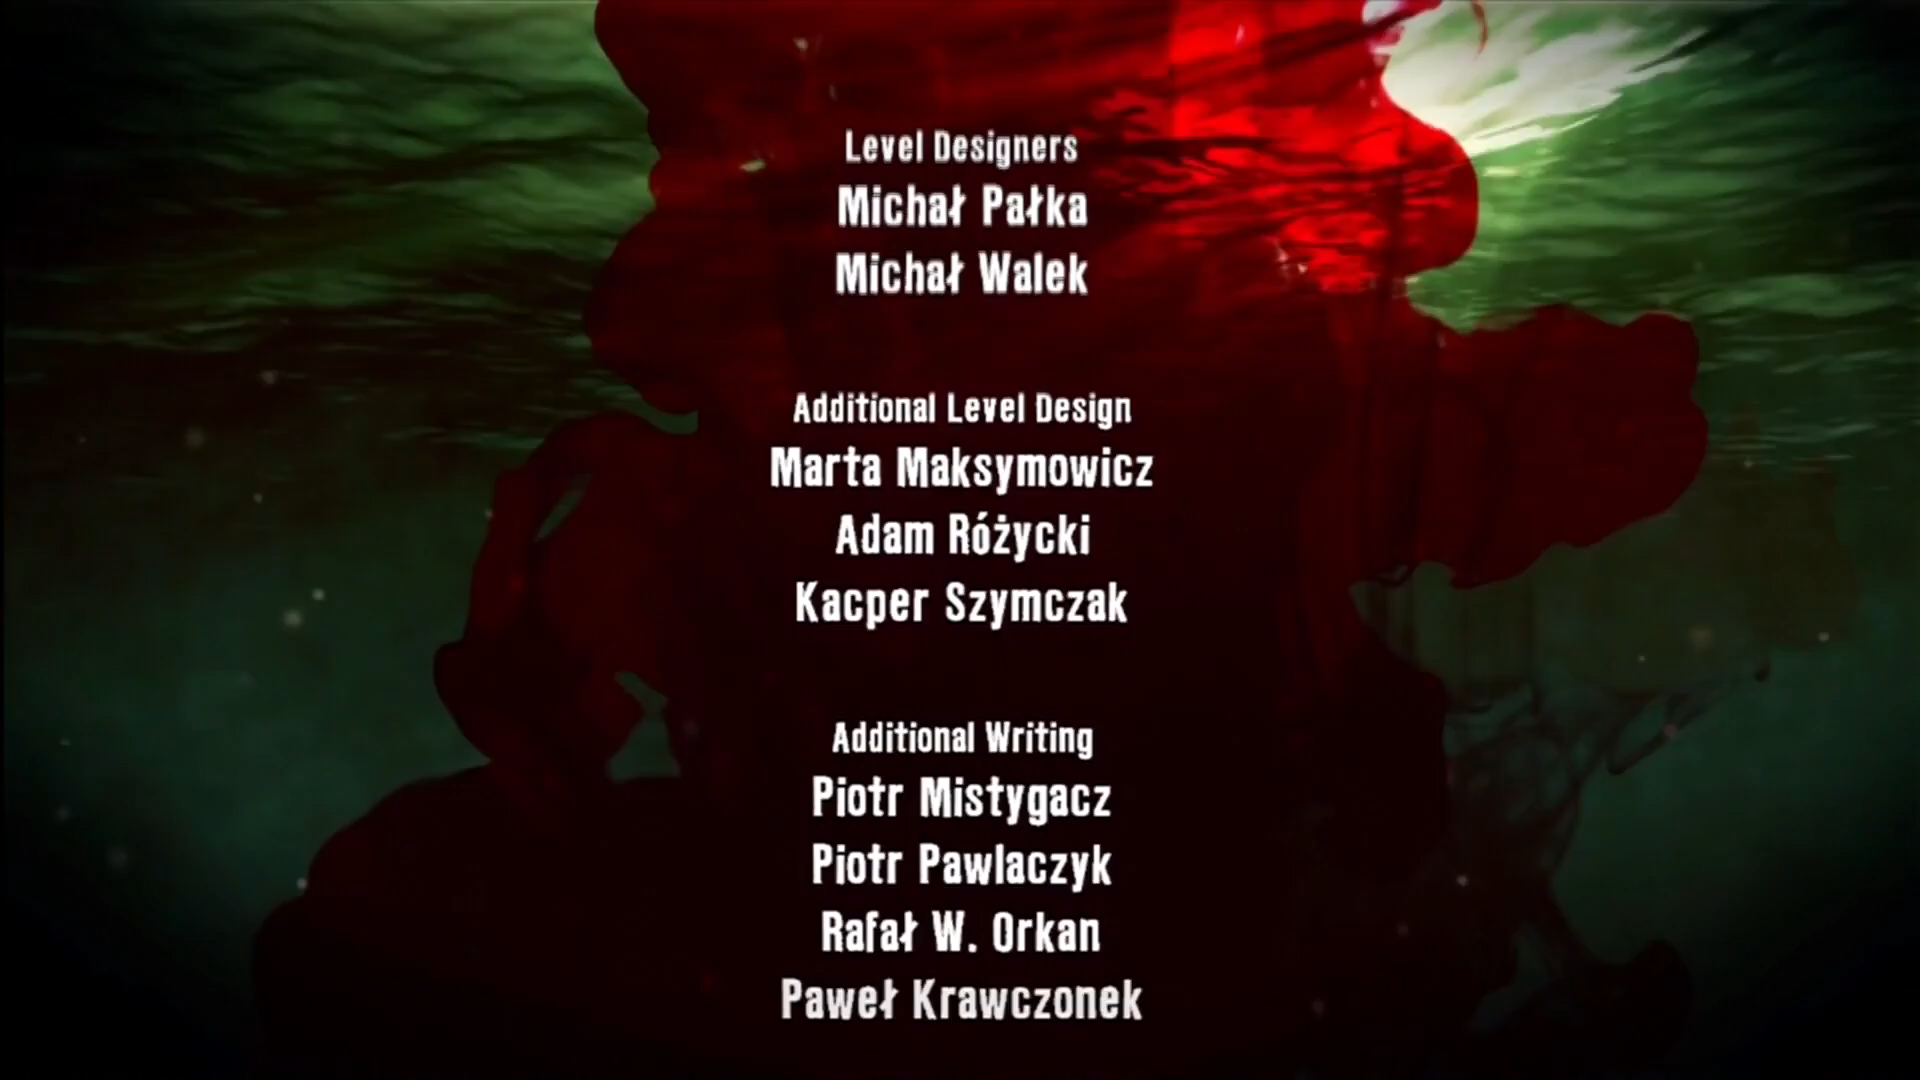 Level Designers
Michał Pałka
Michał Walek
Additional Level Design
Marta Maksymowicz
Adam Różycki
Kacper Szymczak
Additional Writing
Piotr Mistygacz
Piotr Pawlaczyk
Rafał W. Orkan
Paweł Krawczonek